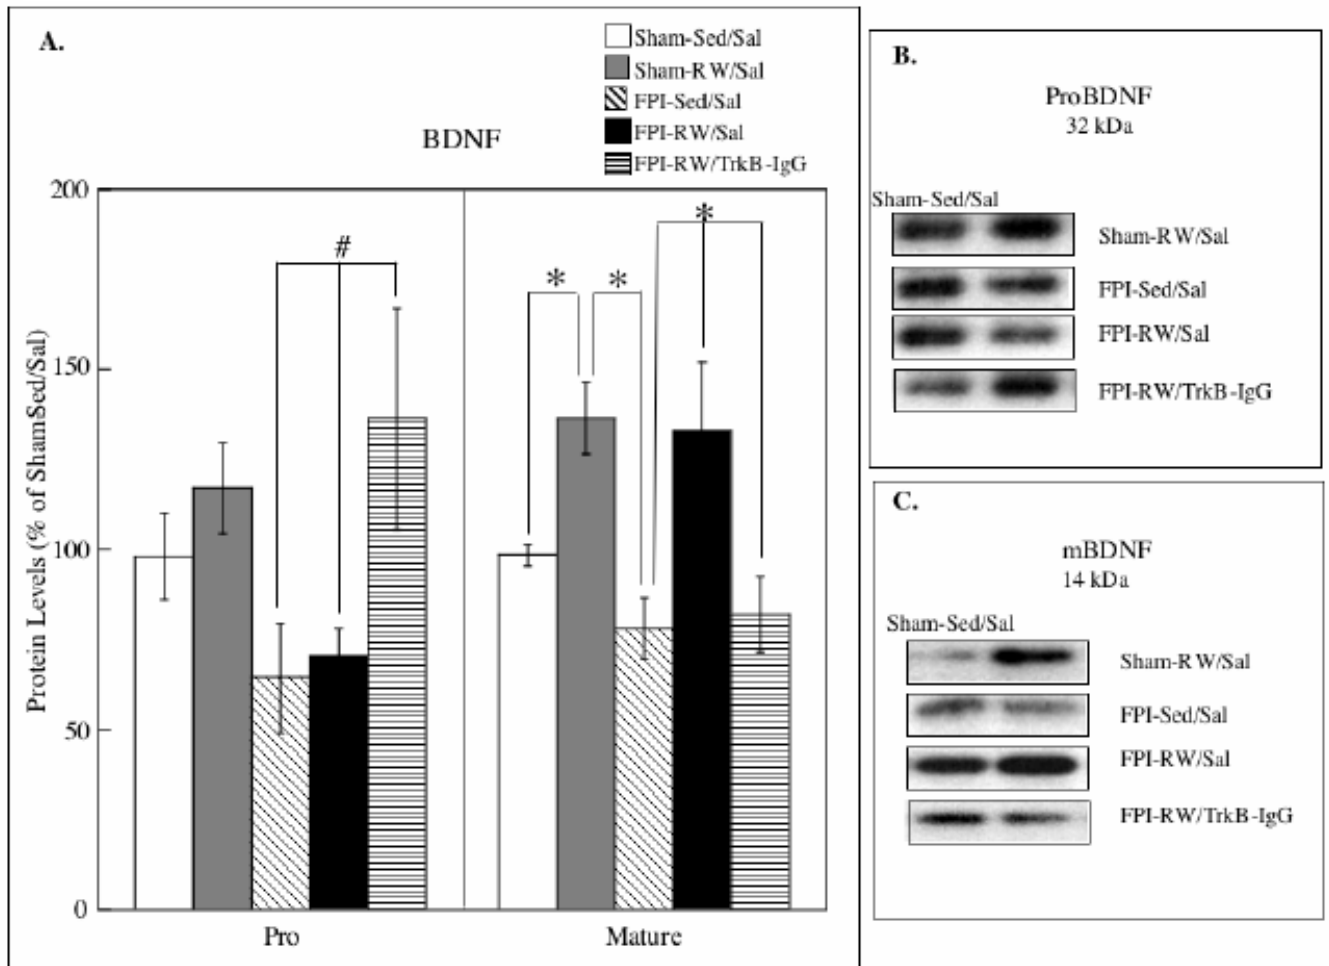 A.
Sham-Sed/Sal
Sham-RW/Sal
FPI-Sed/Sal
FPI-RW/Sal
FPI-RW/TrkB-IgG
BDNF
Protein Levels (% of ShamSed/Sal)
200
150
100
50
0
#
* * *
Pro Mature
B.
ProBDNF
32 kDa
Sham-Sed/Sal
Sham-RW/Sal
FPI-Sed/Sal
FPI-RW/Sal
FPI-RW/TrkB-IgG
C.
mBDNF
14 kDa
Sham-Sed/Sal
Sham-RW/Sal
FPI-Sed/Sal
FPI-RW/Sal
FPI-RW/TrkB-IgG